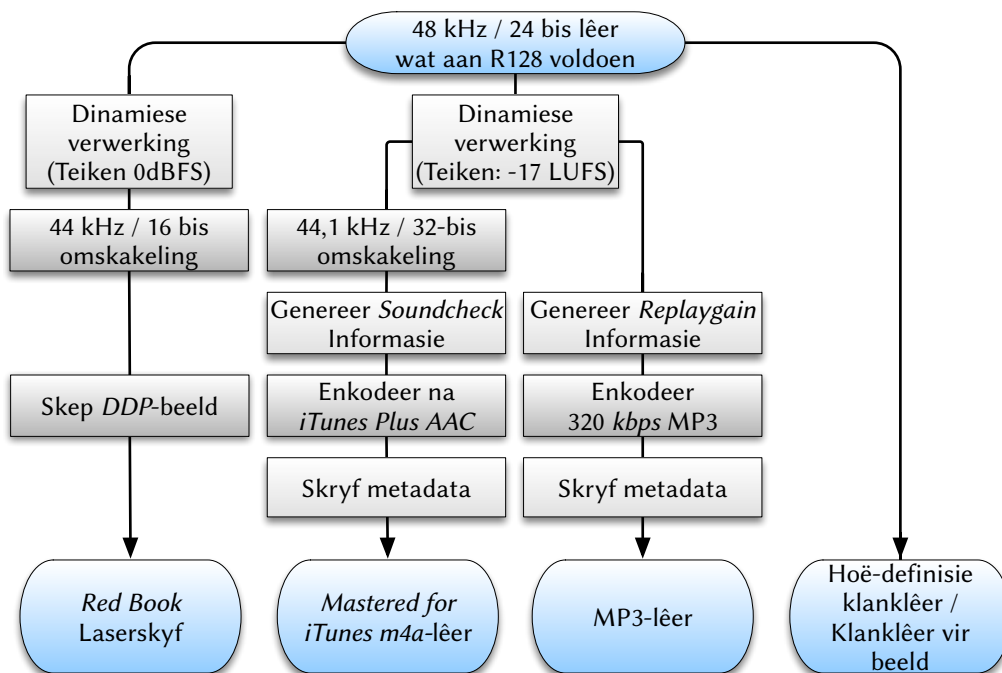 48 kHz / 24 bis lêer
wat aan R128 voldoen
Dinamiese
verwerking
(Teiken 0dBFS)
Dinamiese
verwerking
(Teiken: -17 LUFS)
44 kHz / 16 bis
omskakeling
44,1 kHz / 32-bis
omskakeling
Genereer Soundcheck
Informasie
Genereer Replaygain
Informasie
Skep DDP-beeld
Enkodeer na
iTunes Plus AAC
Enkodeer
320 kbps MP3
Skryf metadata
Skryf metadata
Red Book
Laserskyf
Mastered for
iTunes m4a-lêer
MP3-lêer
Hoë-definisie
klanklêer /
Klanklêer vir
beeld